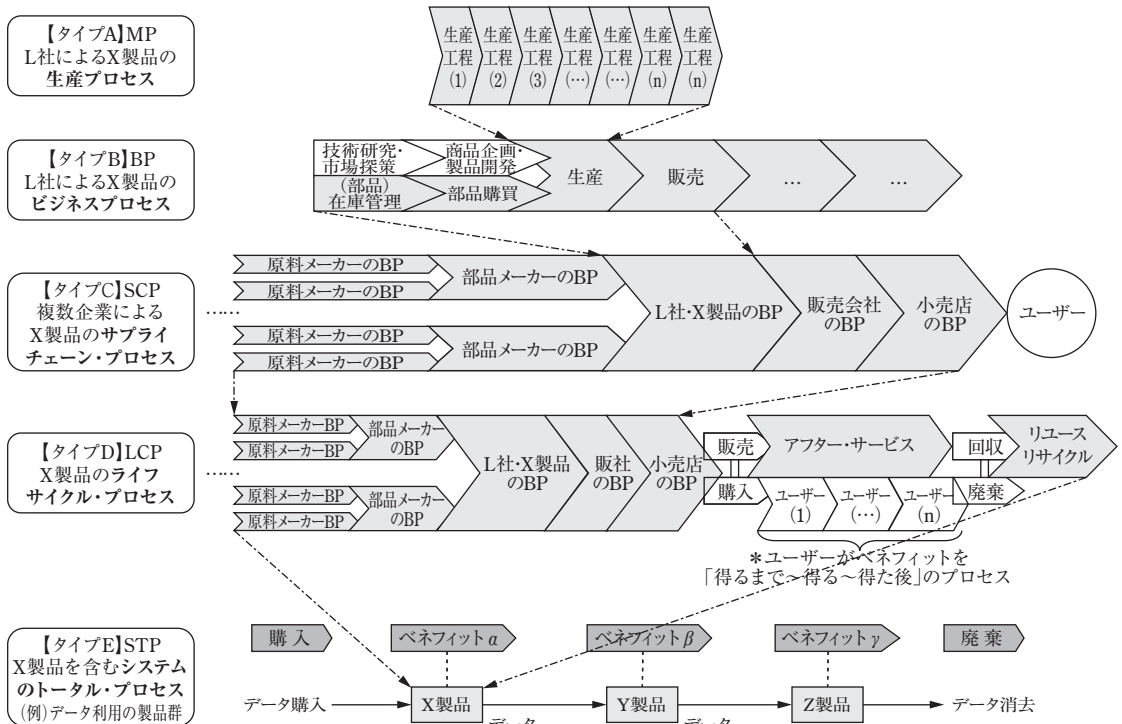 【タイプA】MP
L社によるX製品の
生産プロセス
生産
工程
(1)
生産
工程
(2)
生産
工程
(3)
生産
工程
(…)
生産
工程
(…)
生産
工程
(n)
生産
工程
(n)
【タイプB】BP
L社によるX製品の
ビジネスプロセス
技術研究・
市場探策
商品企画・
製品開発
(部品)
在庫管理
部品購買
生産
販売
…
…
【タイプC】SCP
複数企業による
X製品のサプライ
チェーン・プロセス
……
原料メーカーのBP
原料メーカーのBP
部品メーカーのBP
原料メーカーのBP
原料メーカーのBP
部品メーカーのBP
L社・X製品のBP
販売会社
のBP
小売店
のBP
ユーザー
【タイプD】LCP
X製品のライフ
サイクル・プロセス
……
原料メーカーBP
原料メーカーBP
部品メーカー
のBP
原料メーカーBP
原料メーカーBP
部品メーカー
のBP
L社・X製品
のBP
販社
のBP
小売店
のBP
販売
購入
アフター・サービス
ユーザー
(1)
ユーザー
(…)
ユーザー
(n)
回収
廃棄
リユース
リサイクル
*ユーザーがベネフィットを
「得るまで~得る~得た後」のプロセス
【タイプE】STP
X製品を含むシステム
のトータル・プロセス
(例)データ利用の製品群
購入
ベネフィットα
ベネフィットβ
ベネフィットγ
廃棄
データ購入
X製品
データ
Y製品
データ
Z製品
データ消去